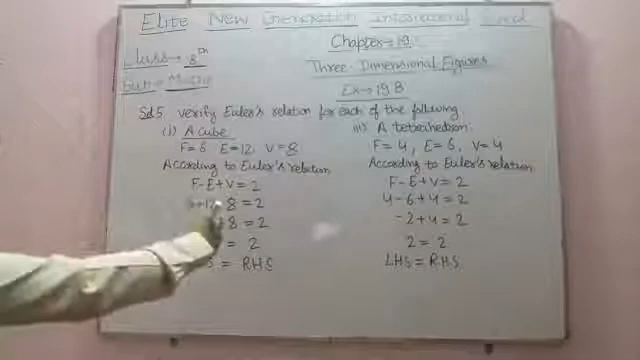 Elite New Generation International
Class → 8th
Sub → Maths
Chapter → 19
Three-Dimensional Figures
Ex → 19 B
Sol 5 verify Euler's relation for each of the following.
(i) A cube
F = 6 E = 12, V = 8
According to Euler's relation
F - E + V = 2
8 = 2
+ 8 = 2
= 2
= RHS
A tetrahedron:
F = 4, E = 6, V = 4
According to Euler's relation
F - E + V = 2
4 - 6 + 4 = 2
-2 + 4 = 2
2 = 2
LHS = RHS